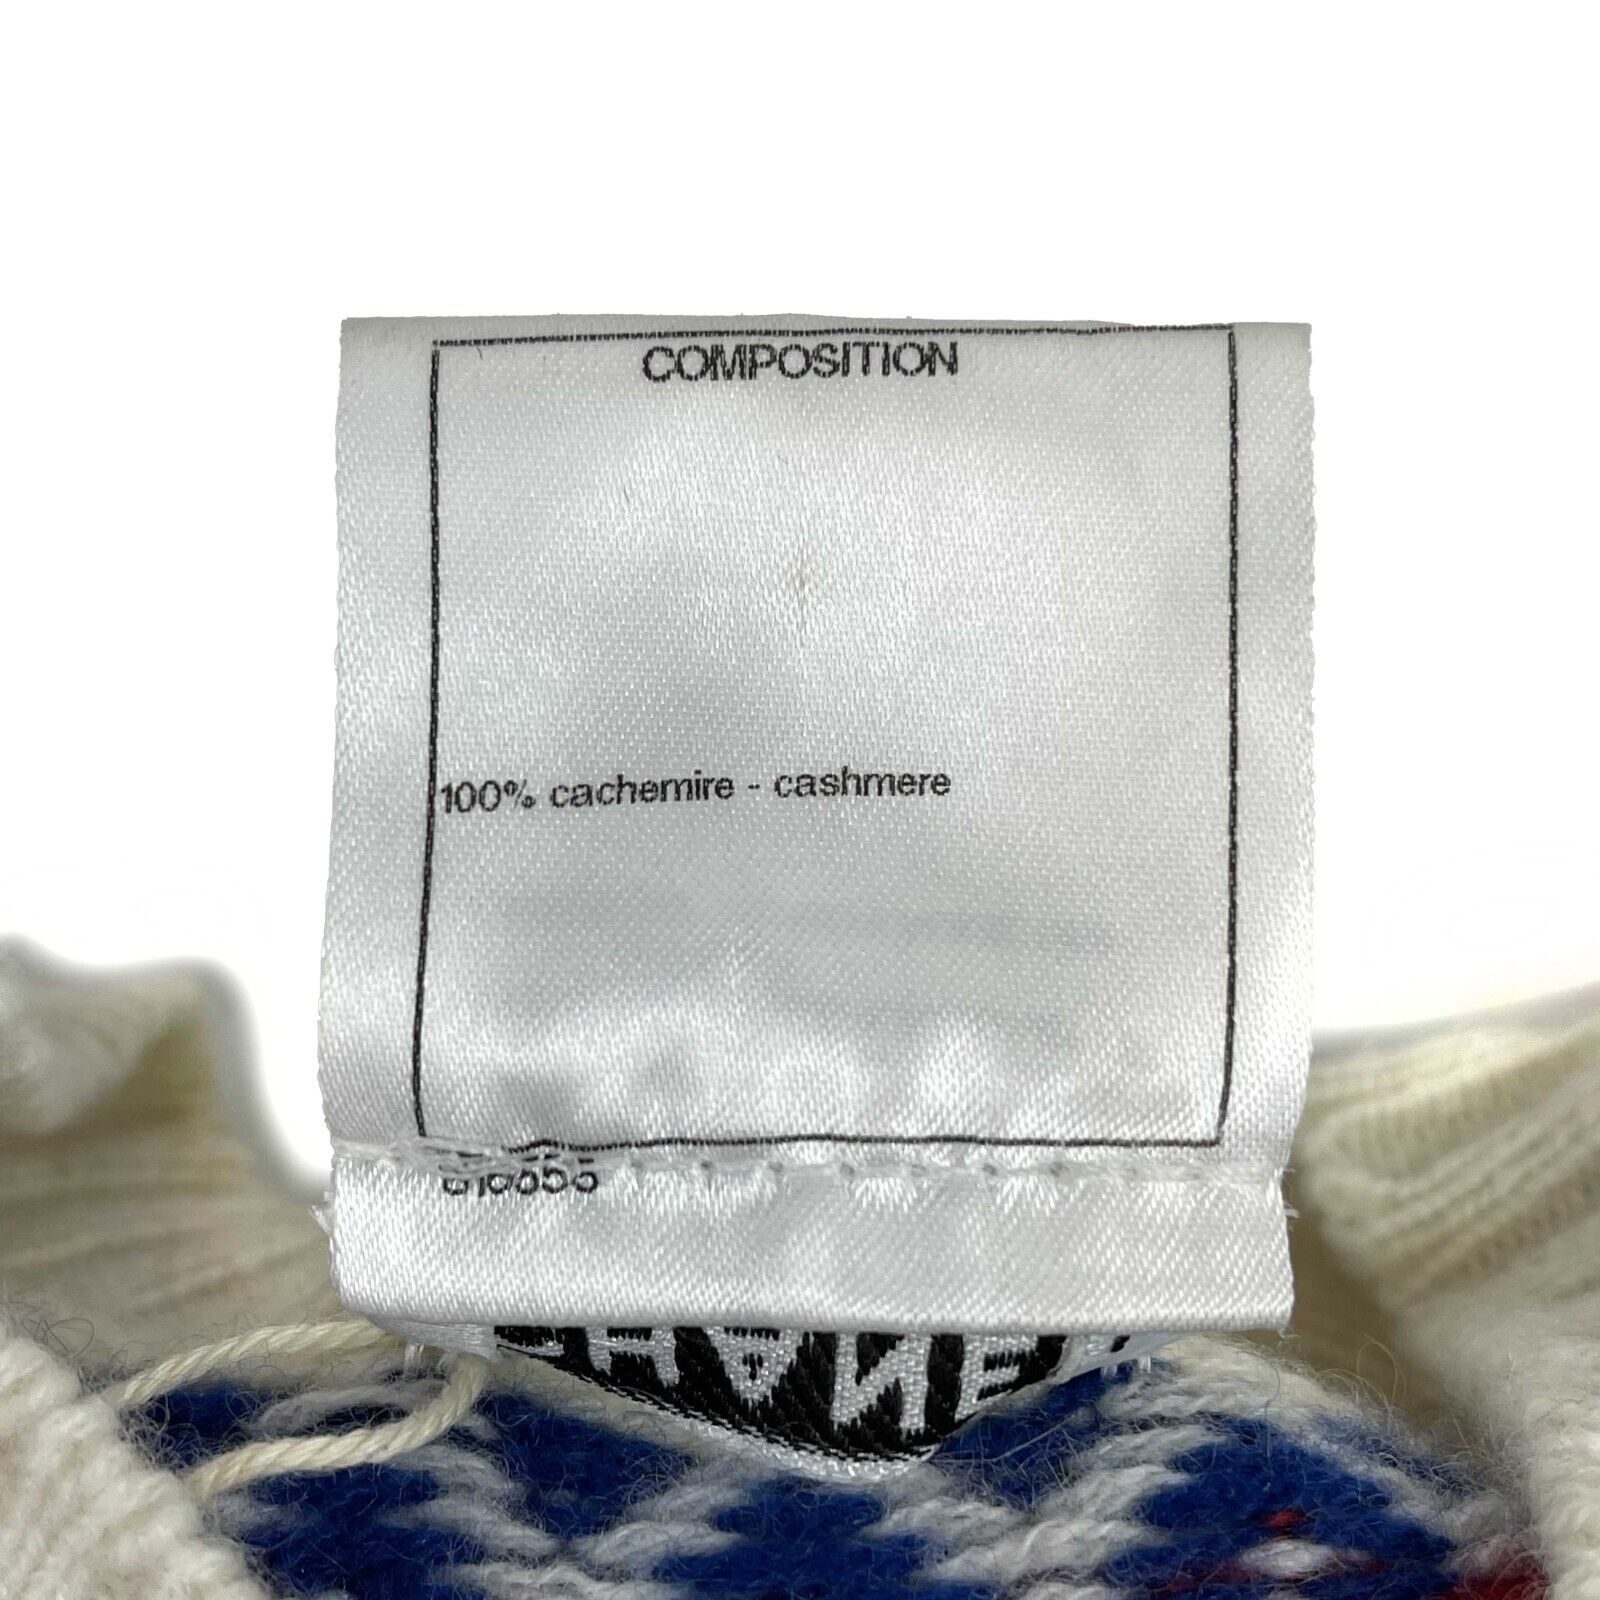 COMPOSITION
100% cachemire - cashmere